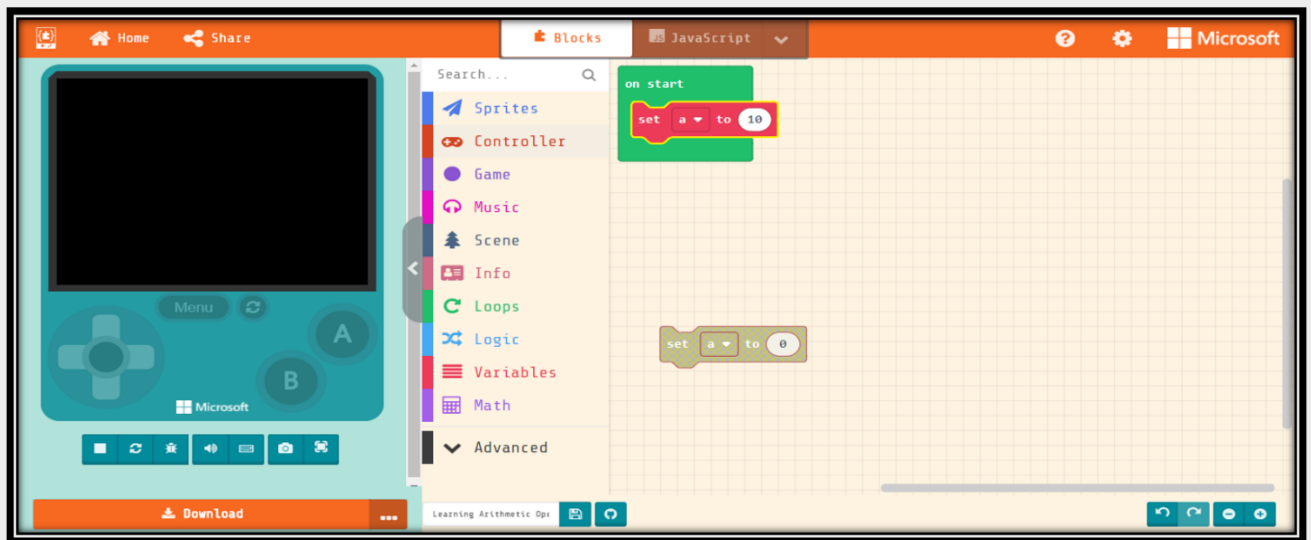 Home
Share
Blocks
JavaScript
Microsoft
Menu
A
B
Microsoft
Download
Search...
Sprites
Controller
Game
Music
Scene
Info
Loops
Logic
Variables
Math
Advanced
Learning Arithmetic Ope
on start
set a to 10
set a to 0